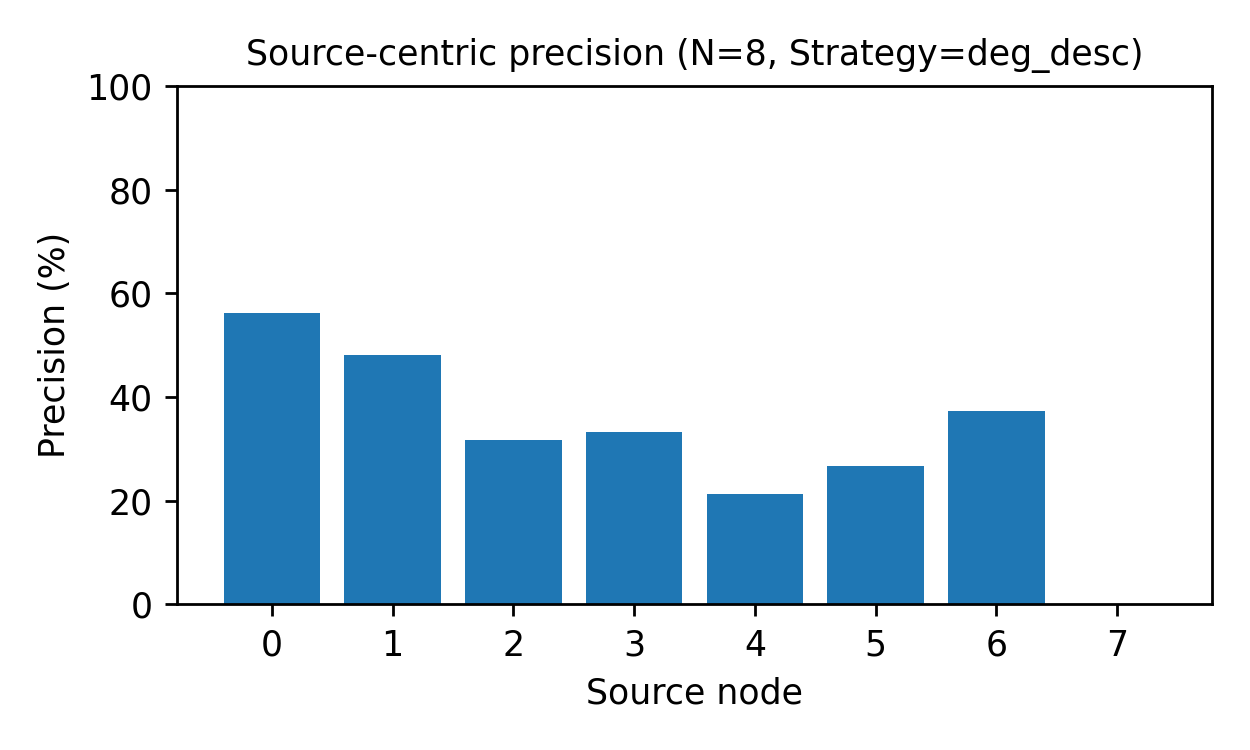 Source-centric precision (N=8, Strategy=deg_desc)
100
80
60
40
20
0
Precision (%)
0 1 2 3 4 5 6 7
Source node